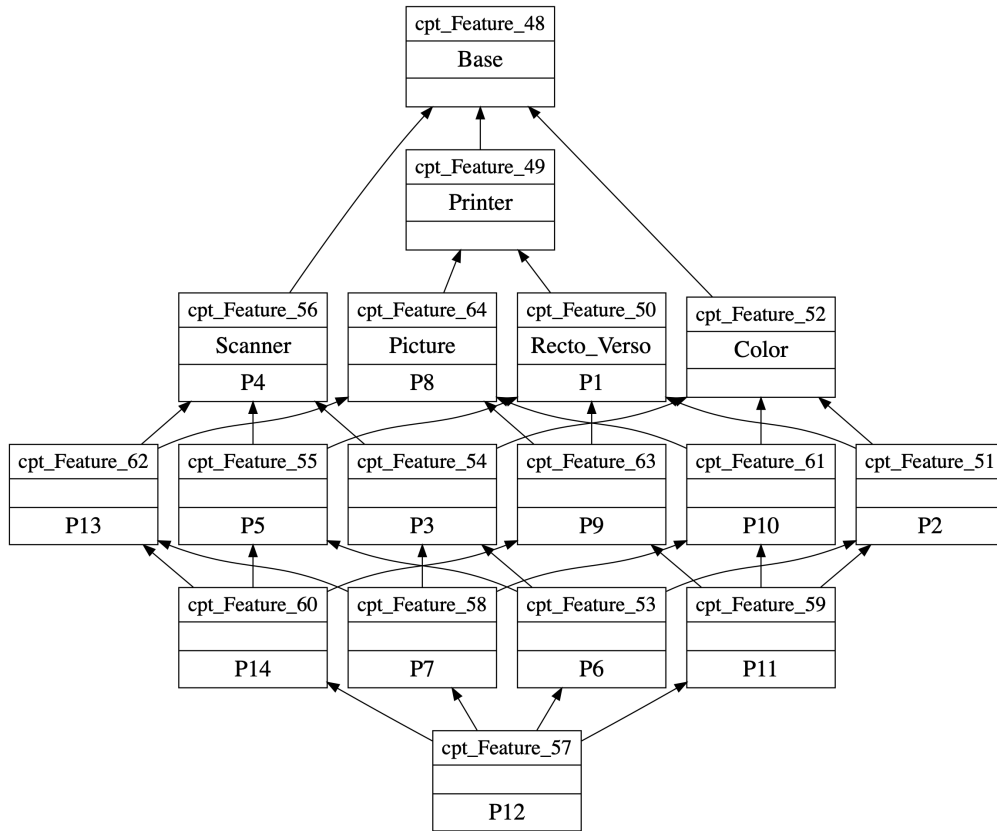 cpt_Feature_48
Base
cpt_Feature_49
Printer
cpt_Feature_56
Scanner
P4
cpt_Feature_64
Picture
P8
cpt_Feature_50
Recto_Verso
P1
cpt_Feature_52
Color
cpt_Feature_62
P13
cpt_Feature_55
P5
cpt_Feature_54
P3
cpt_Feature_63
P9
cpt_Feature_61
P10
cpt_Feature_51
P2
cpt_Feature_60
P14
cpt_Feature_58
P7
cpt_Feature_53
P6
cpt_Feature_59
P11
cpt_Feature_57
P12